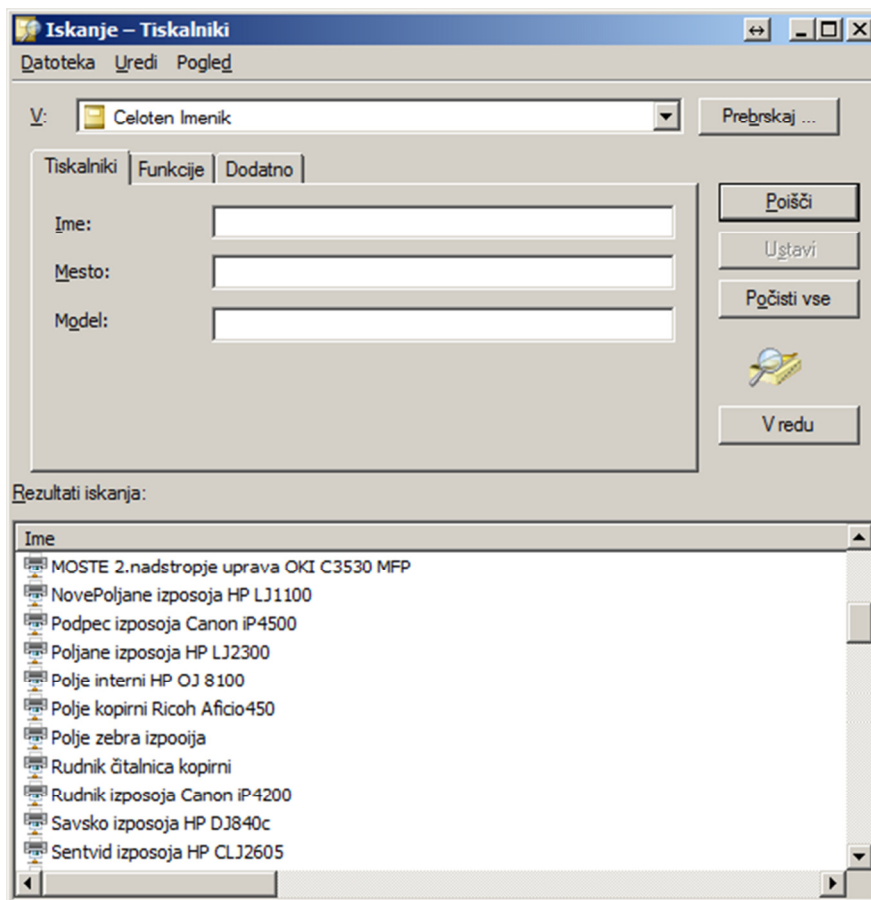 Iskanje – Tiskalniki
Datoteka Uredi Pogled
V: Celoten Imenik Prebrskaj ...
Tiskalniki Funkcije Dodatno
Ime:
Mesto:
Model:
Poišči
Ustavi
Počisti vse
V redu
Rezultati iskanja:
Ime
MOSTE 2.nadstropje uprava OKI C3530 MFP
NovePoljane izposoja HP LJ1100
Podpec izposoja Canon iP4500
Poljane izposoja HP LJ2300
Polje interni HP OJ 8100
Polje kopirni Ricoh Aficio450
Polje zebra izpooija
Rudnik čitalnica kopirni
Rudnik izposoja Canon iP4200
Savsko izposoja HP DJ840c
Sentvid izposoja HP CLJ2605